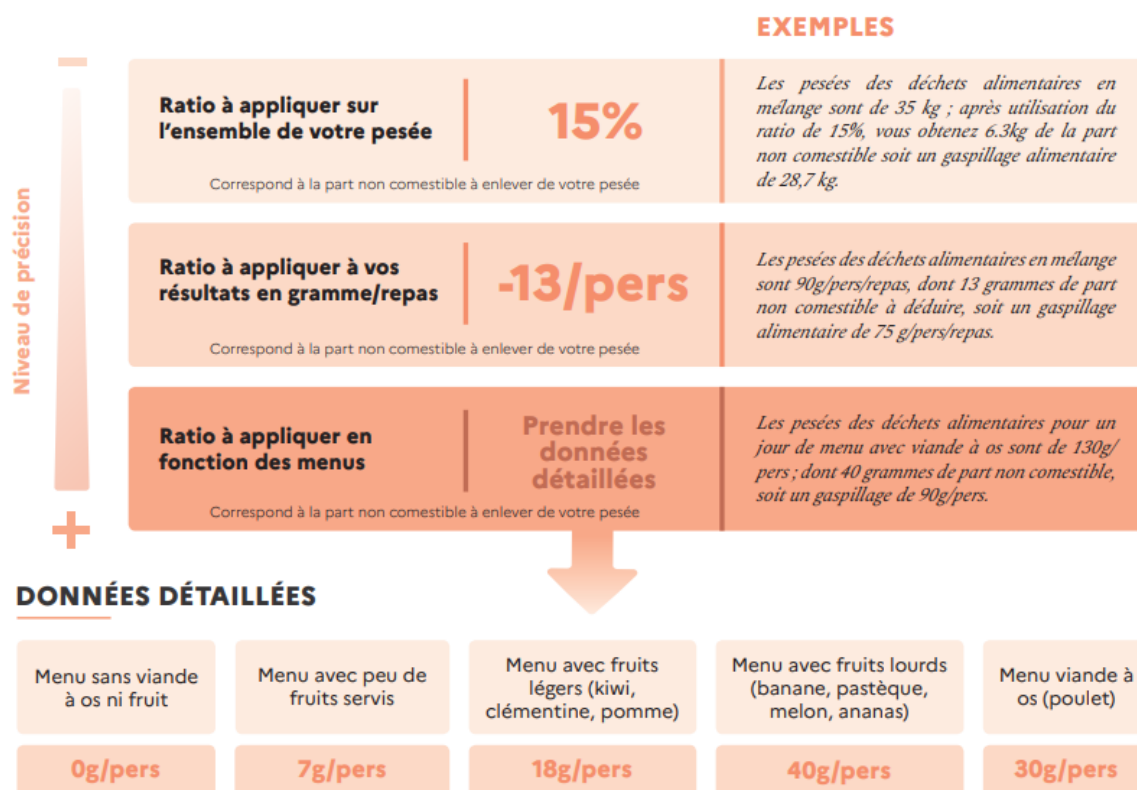 EXEMPLES
Niveau de précision
Ratio à appliquer sur
l'ensemble de votre pesée
15%
Correspond à la part non comestible à enlever de votre pesée
Les pesées des déchets alimentaires en
mélange sont de 35 kg ; après utilisation du
ratio de 15%, vous obtenez 6.3kg de la part
non comestible soit un gaspillage alimentaire
de 28,7 kg.
Ratio à appliquer à vos
résultats en gramme/repas
-13/pers
Correspond à la part non comestible à enlever de votre pesée
Les pesées des déchets alimentaires en mélange
sont 90g/pers/repas, dont 13 grammes de part
non comestible à déduire, soit un gaspillage
alimentaire de 75 g/pers/repas.
Ratio à appliquer en
fonction des menus
Prendre les
données
détaillées
Correspond à la part non comestible à enlever de votre pesée
Les pesées des déchets alimentaires pour un
jour de menu avec viande à os sont de 130g/
pers ; dont 40 grammes de part non comestible,
soit un gaspillage de 90g/pers.
DONNÉES DÉTAILLÉES
Menu sans viande
à os ni fruit
0g/pers
Menu avec peu de
fruits servis
7g/pers
Menu avec fruits
légers (kiwi,
clémentine, pomme)
18g/pers
Menu avec fruits lourds
(banane, pastèque,
melon, ananas)
40g/pers
Menu viande à
os (poulet)
30g/pers